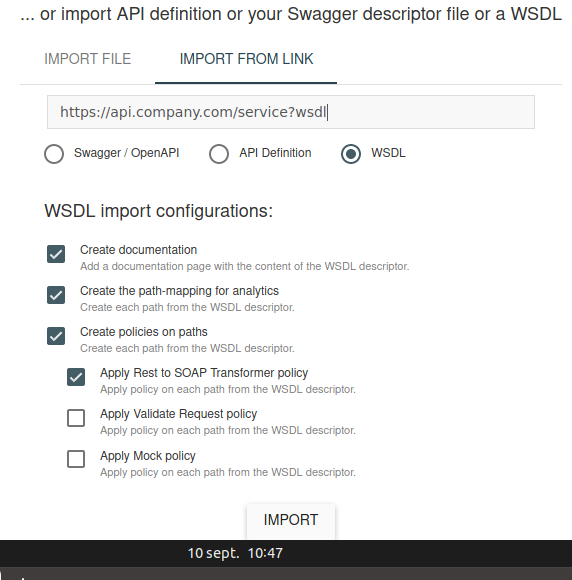 ... or import API definition or your Swagger descriptor file or a WSDL
IMPORT FILE IMPORT FROM LINK
https://api.company.com/service?wsdl
Swagger / OpenAPI API Definition WSDL
WSDL import configurations:
Create documentation
Add a documentation page with the content of the WSDL descriptor.
Create the path-mapping for analytics
Create each path from the WSDL descriptor.
Create policies on paths
Create each path from the WSDL descriptor.
Apply Rest to SOAP Transformer policy
Apply policy on each path from the WSDL descriptor.
Apply Validate Request policy
Apply policy on each path from the WSDL descriptor.
Apply Mock policy
Apply policy on each path from the WSDL descriptor.
IMPORT
10 sept. 10:47